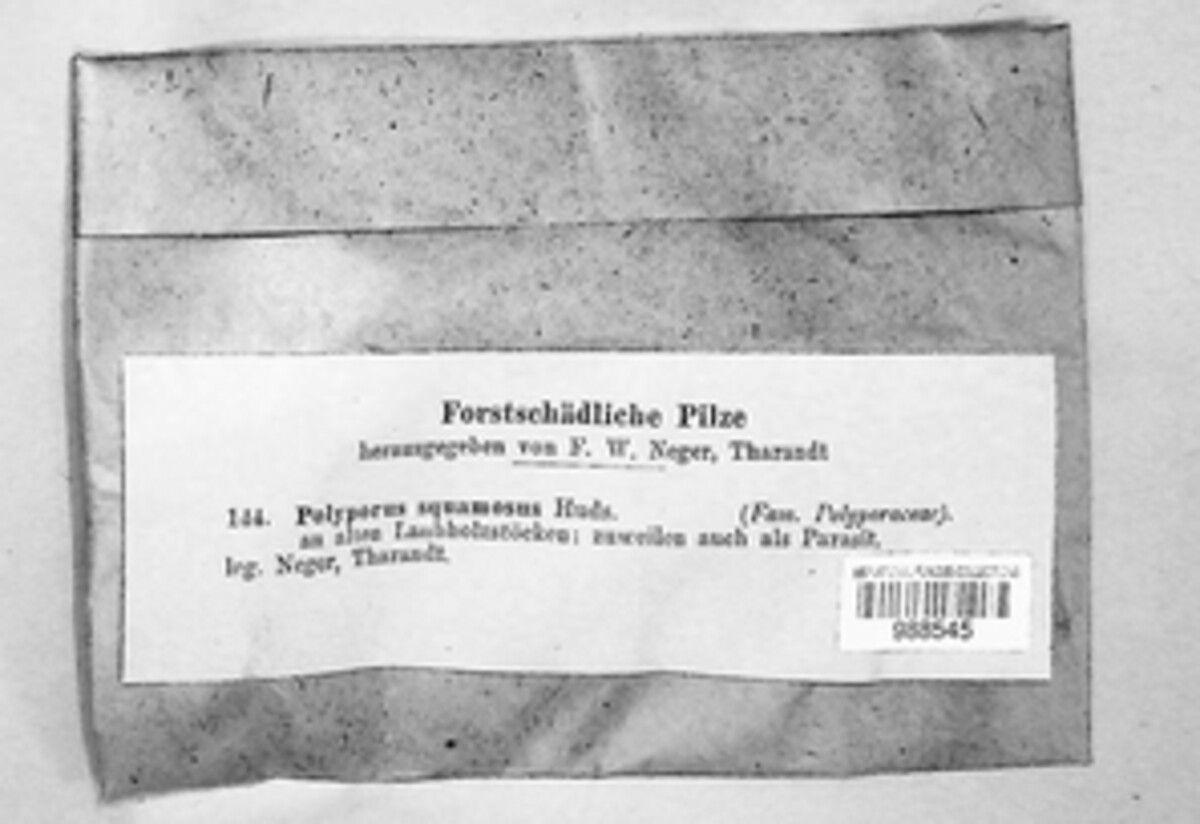 Forstschädliche Pilze
herausgegeben von F. W. Neger, Tharandt
144. Polyporus squamosus Huds. (Fam. Polyporaceae).
an alten Laubholzstöcken; zuweilen auch als Parasit.
leg. Neger, Tharandt.
988545